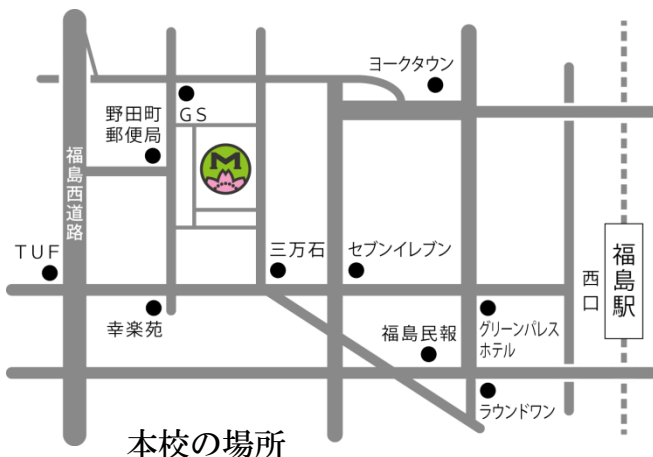 ヨークタウン
野田町
郵便局
GS
M
福島西道路
TUF
三万石
セブンイレブン
西口
福島駅
幸楽苑
福島民報
グリーンパレス
ホテル
ラウンドワン
本校の場所